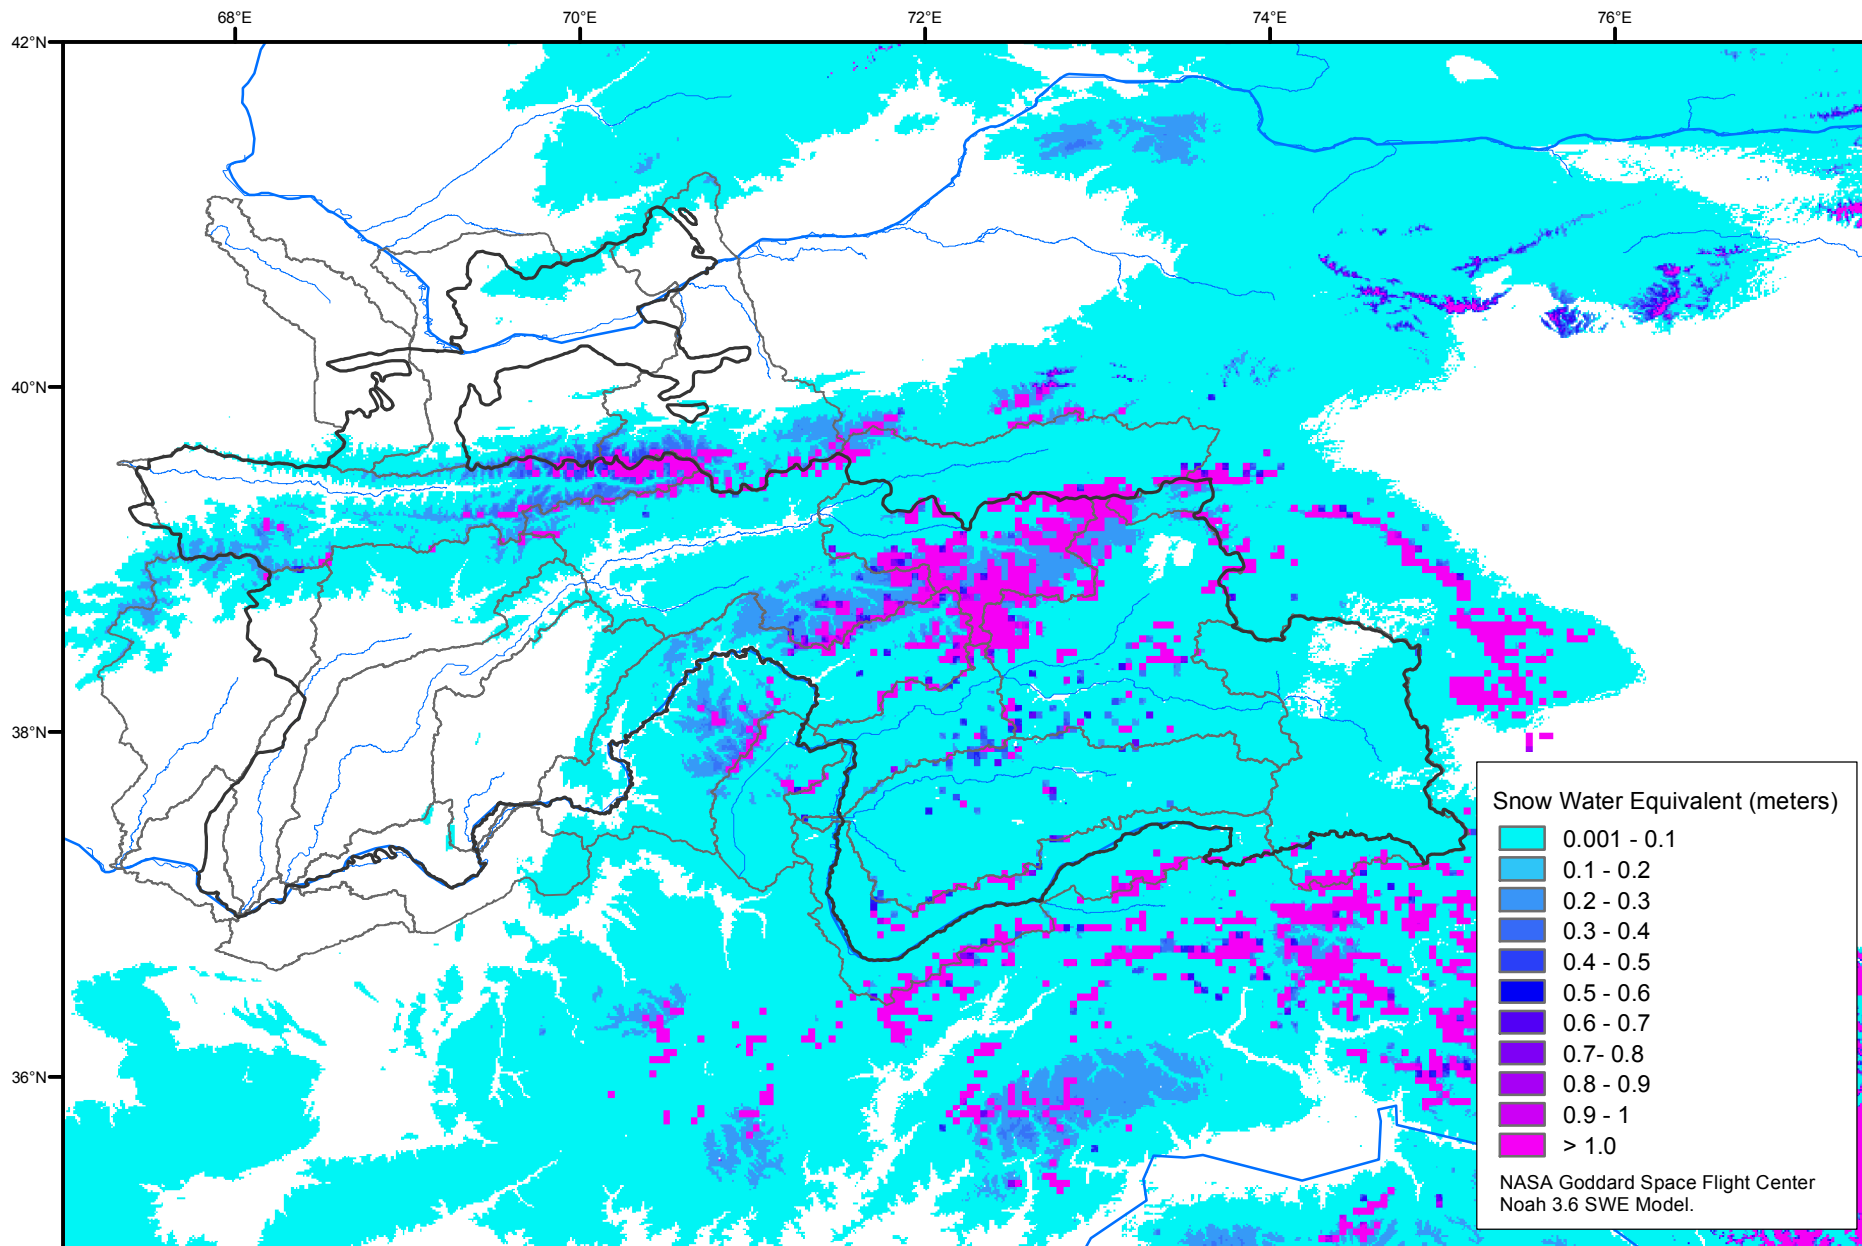 68°E
70°E
72°E
74°E
76°E
42°N
40°N
38°N
36°N
Snow Water Equivalent (meters)
0.001 - 0.1
0.1 - 0.2
0.2 - 0.3
0.3 - 0.4
0.4 - 0.5
0.5 - 0.6
0.6 - 0.7
0.7- 0.8
0.8 - 0.9
0.9 - 1
> 1.0
NASA Goddard Space Flight Center
Noah 3.6 SWE Model.